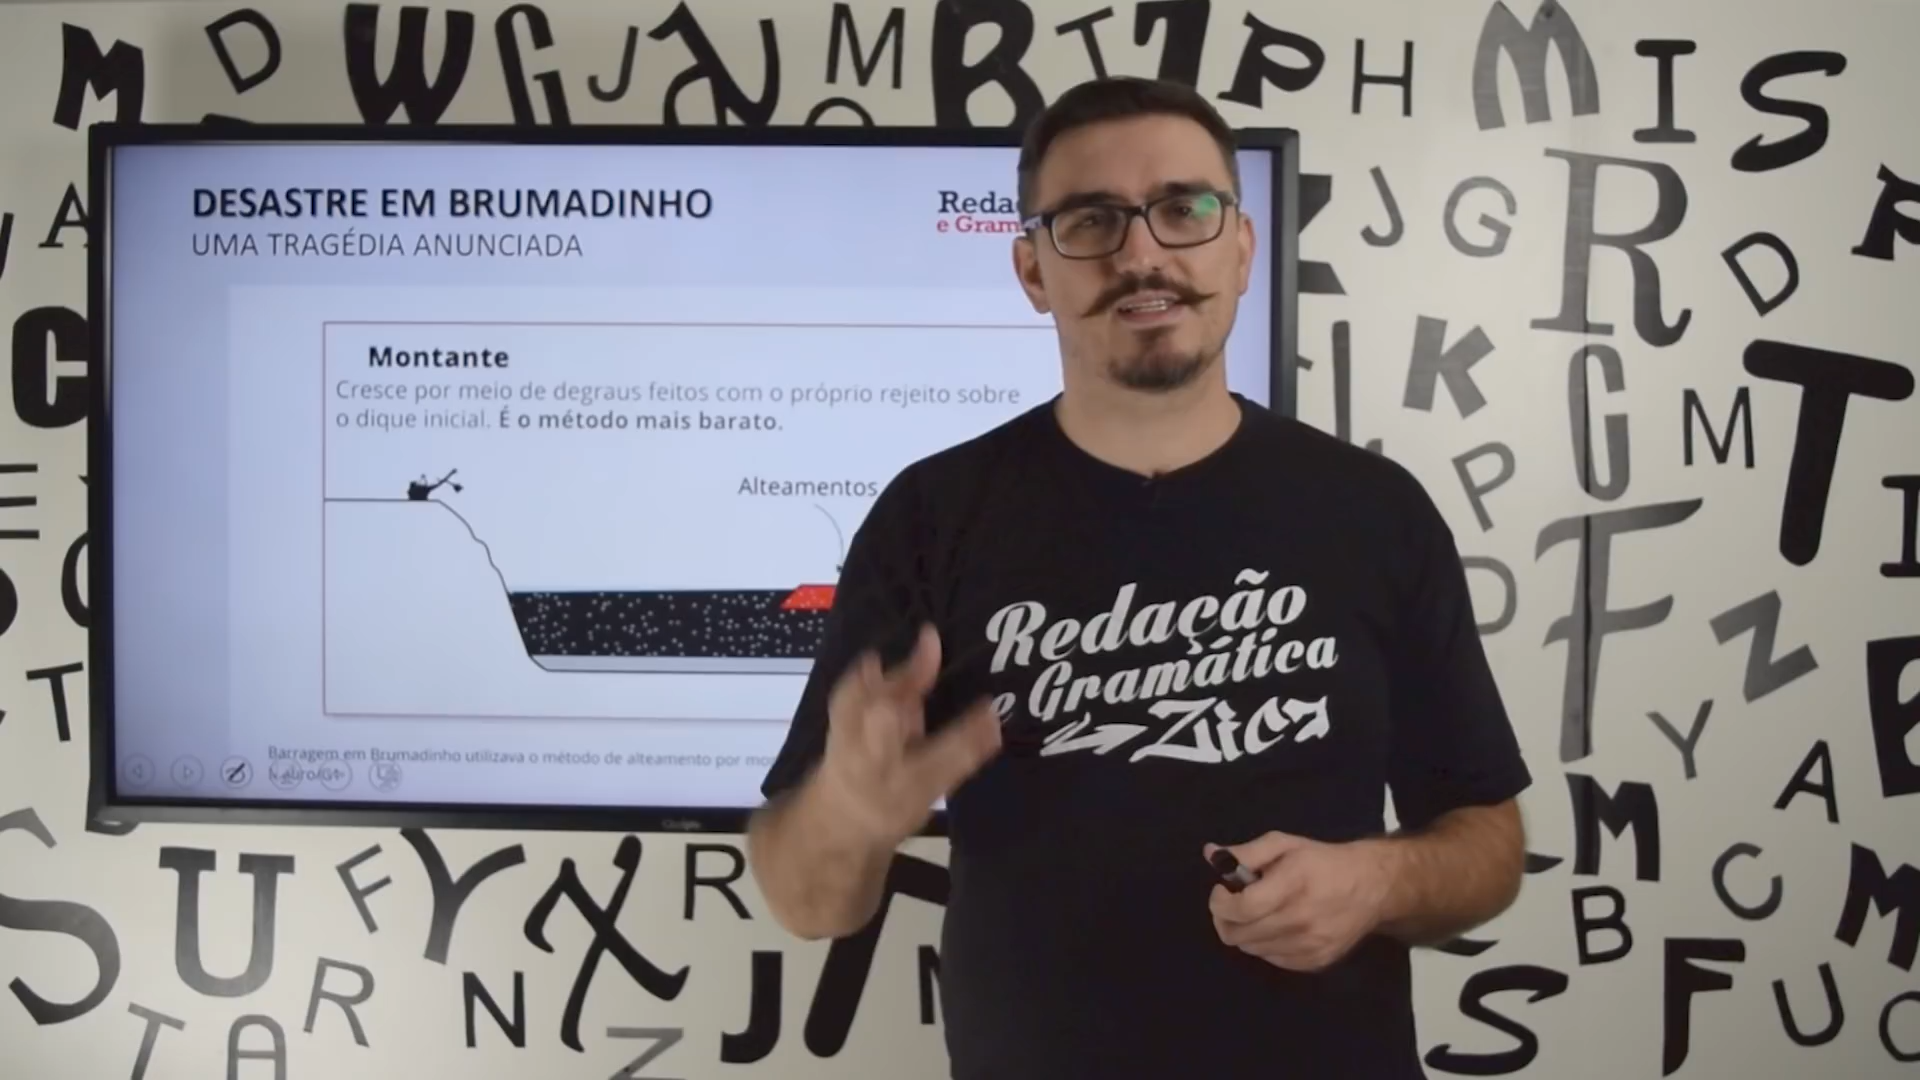 DESASTRE EM BRUMADINHO
UMA TRAGÉDIA ANUNCIADA
Montante
Cresce por meio de degraus feitos com o próprio rejeito sobre
o dique inicial. É o método mais barato.
Alteamentos
Barragem em Brumadinho utilizava o método de alteamento por
Redação
e Gramática
Zica